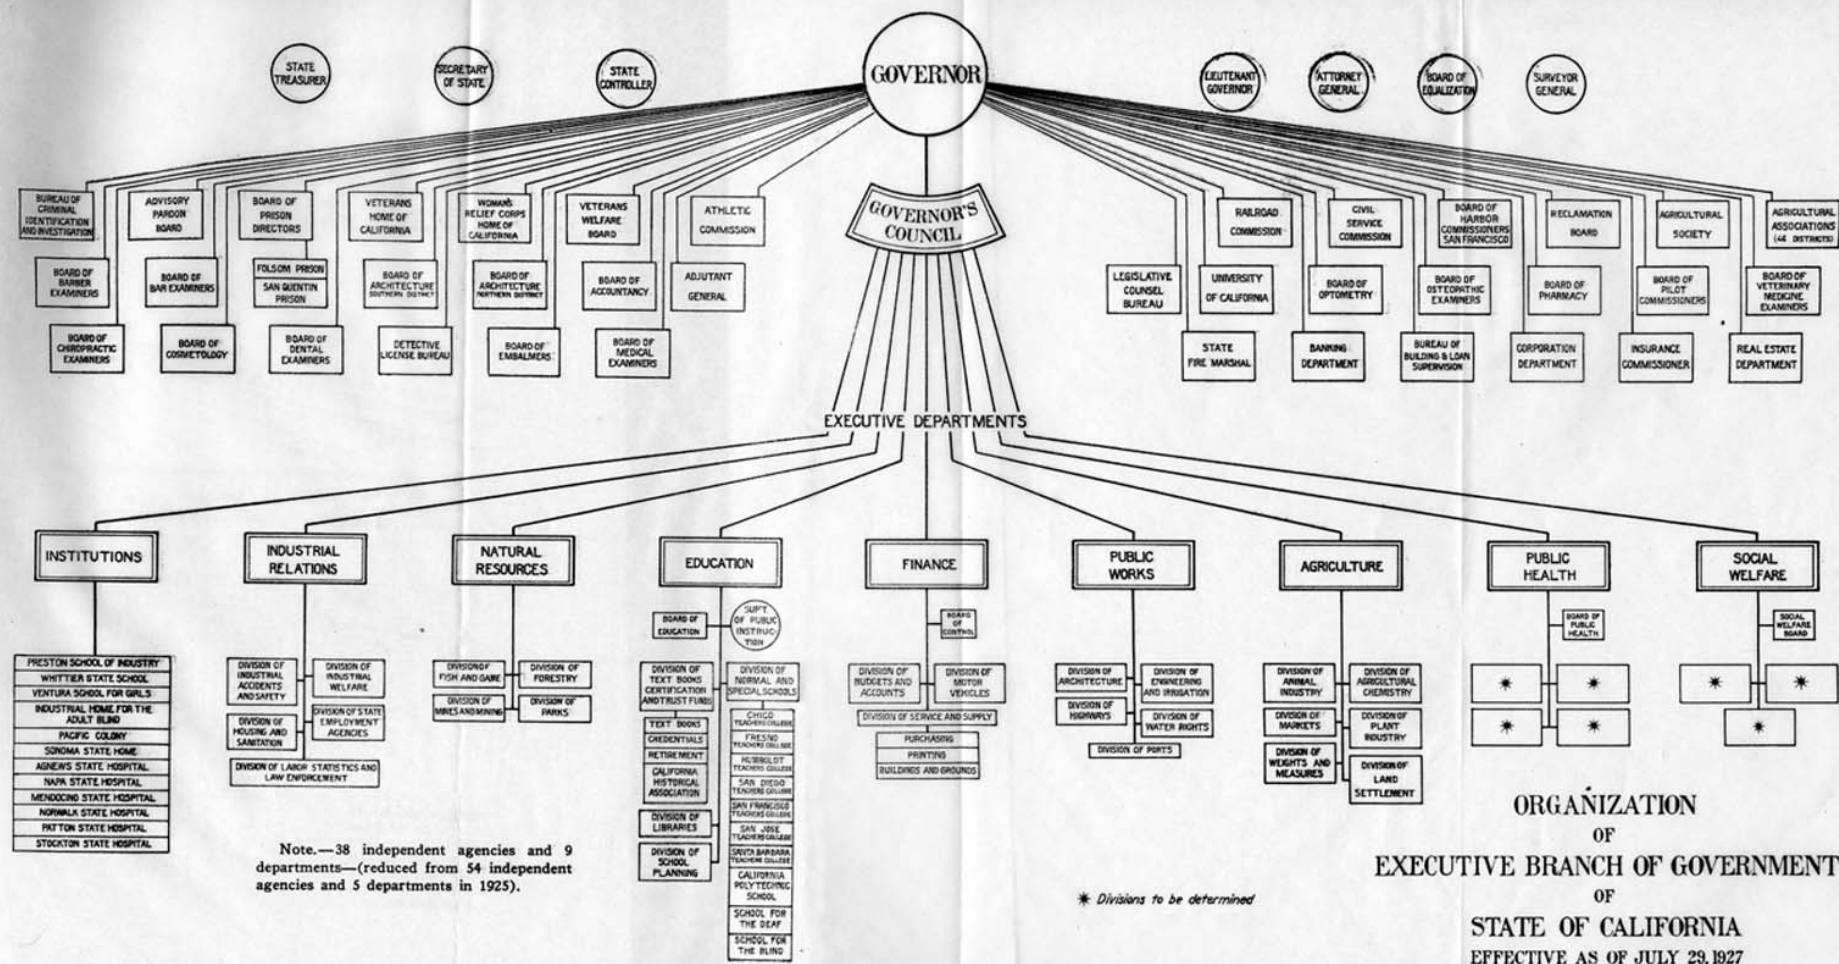 STATE
TREASURER
SECRETARY
OF STATE
STATE
CONTROLLER
GOVERNOR
LIEUTENANT
GOVERNOR
ATTORNEY
GENERAL
BOARD OF
EQUALIZATION
SURVEYOR
GENERAL
BUREAU OF
CRIMINAL
IDENTIFICATION
AND INVESTIGATION
ADVISORY
PARDON
BOARD
BOARD OF
PRISON
DIRECTORS
VETERANS
HOME OF
CALIFORNIA
WOMAN'S
RELIEF CORPS
HOME OF
CALIFORNIA
VETERANS
WELFARE
BOARD
ATHLETIC
COMMISSION
GOVERNOR'S
COUNCIL
RAILROAD
COMMISSION
CIVIL
SERVICE
COMMISSION
BOARD OF
HARBOR
COMMISSIONERS
SAN FRANCISCO
RECLAMATION
BOARD
AGRICULTURAL
SOCIETY
AGRICULTURAL
ASSOCIATIONS
(46 DISTRICTS)
BOARD OF
BARBER
EXAMINERS
BOARD OF
BAR EXAMINERS
FOLSOM PRISON
SAN QUENTIN
PRISON
BOARD OF
ARCHITECTURE
SOUTHERN DISTRICT
BOARD OF
ARCHITECTURE
NORTHERN DISTRICT
BOARD OF
ACCOUNTANCY
ADJUTANT
GENERAL
LEGISLATIVE
COUNSEL
BUREAU
UNIVERSITY
OF CALIFORNIA
BOARD OF
OPTOMETRY
BOARD OF
OSTEOPATHIC
EXAMINERS
BOARD OF
PHARMACY
BOARD OF
PILOT
COMMISSIONERS
BOARD OF
VETERINARY
MEDICINE
EXAMINERS
BOARD OF
CHIROPRACTIC
EXAMINERS
BOARD OF
COSMETOLOGY
BOARD OF
DENTAL
EXAMINERS
DETECTIVE
LICENSE BUREAU
BOARD OF
EMBALMERS
BOARD OF
MEDICAL
EXAMINERS
STATE
FIRE MARSHAL
BANKING
DEPARTMENT
BUREAU OF
BUILDING & LOAN
SUPERVISION
CORPORATION
DEPARTMENT
INSURANCE
COMMISSIONER
REAL ESTATE
DEPARTMENT
EXECUTIVE DEPARTMENTS
INSTITUTIONS
INDUSTRIAL
RELATIONS
NATURAL
RESOURCES
EDUCATION
FINANCE
PUBLIC
WORKS
AGRICULTURE
PUBLIC
HEALTH
SOCIAL
WELFARE
PRESTON SCHOOL OF INDUSTRY
WHITTIER STATE SCHOOL
VENTURA SCHOOL FOR GIRLS
INDUSTRIAL HOME FOR THE
ADULT BLIND
PACIFIC COLONY
SONOMA STATE HOME
AGNEWS STATE HOSPITAL
NAPA STATE HOSPITAL
MENDOCINO STATE HOSPITAL
NORWALK STATE HOSPITAL
PATTON STATE HOSPITAL
STOCKTON STATE HOSPITAL
DIVISION OF
INDUSTRIAL
ACCIDENTS
AND SAFETY
DIVISION OF
INDUSTRIAL
WELFARE
DIVISION OF
HOUSING AND
SANITATION
DIVISION OF STATE
EMPLOYMENT
AGENCIES
DIVISION OF LABOR STATISTICS AND
LAW ENFORCEMENT
DIVISION OF
FISH AND GAME
DIVISION OF
FORESTRY
DIVISION OF
MINES AND MINING
DIVISION OF
PARKS
BOARD OF
EDUCATION
SUP'T.
OF PUBLIC
INSTRUC-
TION
DIVISION OF
TEXT BOOKS
CERTIFICATION
AND TRUST FUNDS
TEXT BOOKS
CREDENTIALS
RETIREMENT
CALIFORNIA
HISTORICAL
ASSOCIATION
DIVISION OF
LIBRARIES
DIVISION OF
SCHOOL
PLANNING
DIVISION OF
NORMAL AND
SPECIAL SCHOOLS
CHICO
TEACHERS COLLEGE
FRESNO
TEACHERS COLLEGE
HUMBOLDT
TEACHERS COLLEGE
SAN DIEGO
TEACHERS COLLEGE
SAN FRANCISCO
TEACHERS COLLEGE
SAN JOSE
TEACHERS COLLEGE
SANTA BARBARA
TEACHERS COLLEGE
CALIFORNIA
POLYTECHNIC
SCHOOL
SCHOOL FOR
THE DEAF
SCHOOL FOR
THE BLIND
BOARD
OF
CONTROL
DIVISION OF
BUDGETS AND
ACCOUNTS
DIVISION OF
MOTOR
VEHICLES
DIVISION OF SERVICE AND SUPPLY
PURCHASING
PRINTING
BUILDINGS AND GROUNDS
DIVISION OF
ARCHITECTURE
DIVISION OF
ENGINEERING
AND IRRIGATION
DIVISION OF
HIGHWAYS
DIVISION OF
WATER RIGHTS
DIVISION OF PORTS
DIVISION OF
ANIMAL
INDUSTRY
DIVISION OF
AGRICULTURAL
CHEMISTRY
DIVISION OF
MARKETS
DIVISION OF
PLANT
INDUSTRY
DIVISION OF
WEIGHTS AND
MEASURES
DIVISION OF
LAND
SETTLEMENT
BOARD OF
PUBLIC
HEALTH
* *
* *
SOCIAL
WELFARE
BOARD
* *
*
Note.—38 independent agencies and 9
departments—(reduced from 54 independent
agencies and 5 departments in 1925).
* Divisions to be determined
ORGANIZATION
OF
EXECUTIVE BRANCH OF GOVERNMENT
OF
STATE OF CALIFORNIA
EFFECTIVE AS OF JULY 29, 1927